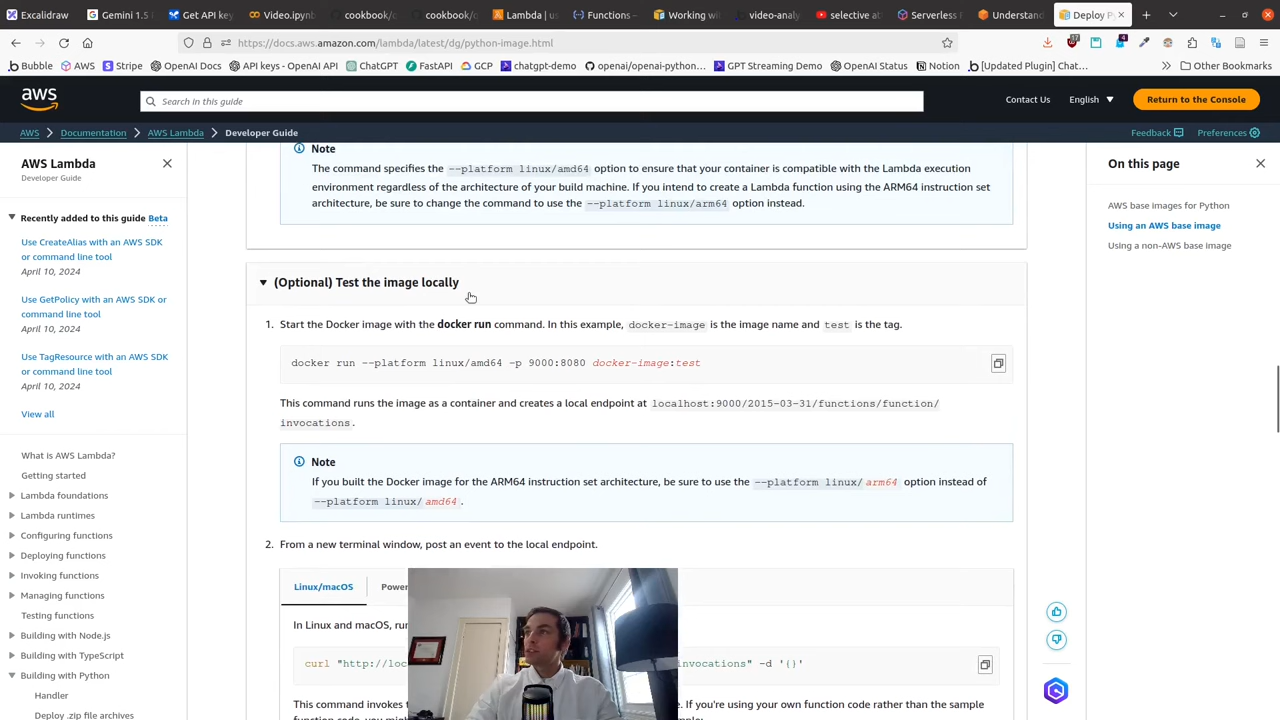 Excalidraw
Gemini 1.5 F
Get API key
Video.ipynb
cookbook/c
cookbook/c
Lambda | us
Functions –
Working wi
video-analy
selective at
Serverless F
Understand
Deploy P
https://docs.aws.amazon.com/lambda/latest/dg/python-image.html
Bubble
AWS
Stripe
OpenAI Docs
API keys - OpenAI API
ChatGPT
FastAPI
GCP
chatgpt-demo
openai/openai-python...
GPT Streaming Demo
OpenAI Status
Notion
[Updated Plugin] Chat...
Other Bookmarks
aws
Search in this guide
Contact Us
English
Return to the Console
AWS > Documentation > AWS Lambda > Developer Guide
Feedback
Preferences
AWS Lambda
Developer Guide
Recently added to this guide Beta
Use CreateAlias with an AWS SDK
or command line tool
April 10, 2024
Use GetPolicy with an AWS SDK or
command line tool
April 10, 2024
Use TagResource with an AWS SDK
or command line tool
April 10, 2024
View all
What is AWS Lambda?
Getting started
Lambda foundations
Lambda runtimes
Configuring functions
Deploying functions
Invoking functions
Managing functions
Testing functions
Building with Node.js
Building with TypeScript
Building with Python
Handler
Deploy .zip file archives
Note
The command specifies the --platform linux/amd64 option to ensure that your container is compatible with the Lambda execution
environment regardless of the architecture of your build machine. If you intend to create a Lambda function using the ARM64 instruction set
architecture, be sure to change the command to use the --platform linux/arm64 option instead.
(Optional) Test the image locally
1. Start the Docker image with the docker run command. In this example, docker-image is the image name and test is the tag.
docker run --platform linux/amd64 -p 9000:8080 docker-image:test
This command runs the image as a container and creates a local endpoint at localhost:9000/2015-03-31/functions/function/
invocations.
Note
If you built the Docker image for the ARM64 instruction set architecture, be sure to use the --platform linux/arm64 option instead of
--platform linux/amd64.
2. From a new terminal window, post an event to the local endpoint.
Linux/macOS
Power
In Linux and macOS, run
curl "http://loc
nvocations" -d '{}'
This command invokes
e. If you're using your own function code rather than the sample
function code, you mig
ple:
On this page
AWS base images for Python
Using an AWS base image
Using a non-AWS base image